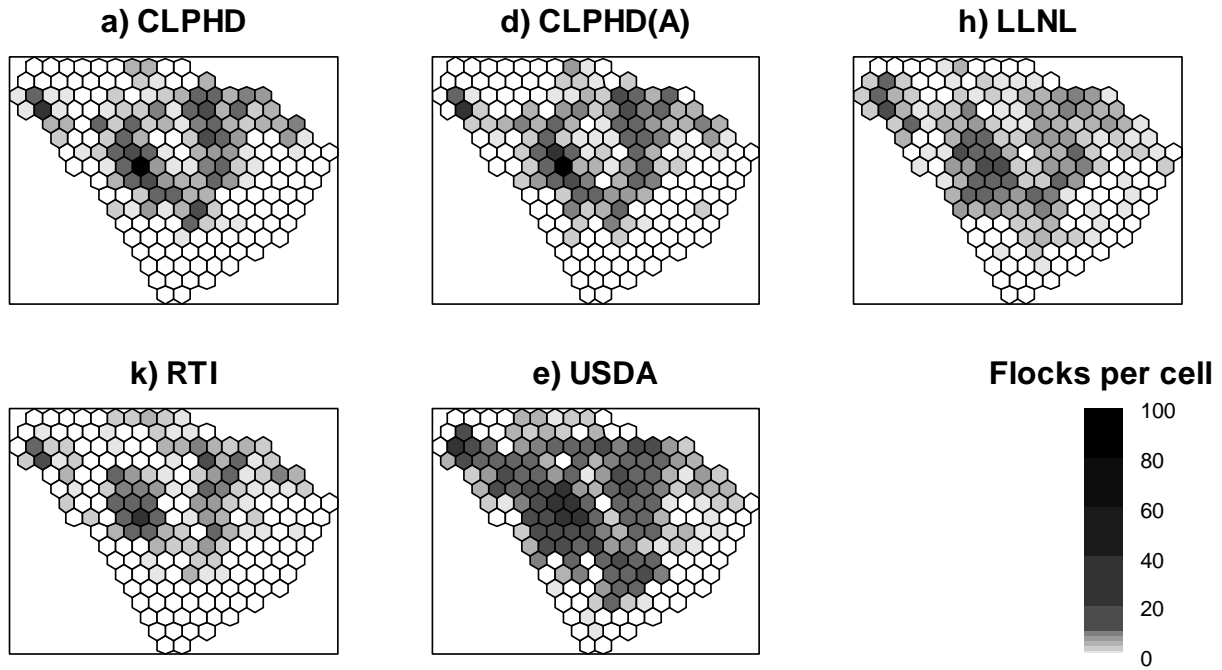 a) CLPHD
d) CLPHD(A)
h) LLNL
k) RTI
e) USDA
Flocks per cell
100
80
60
40
20
0